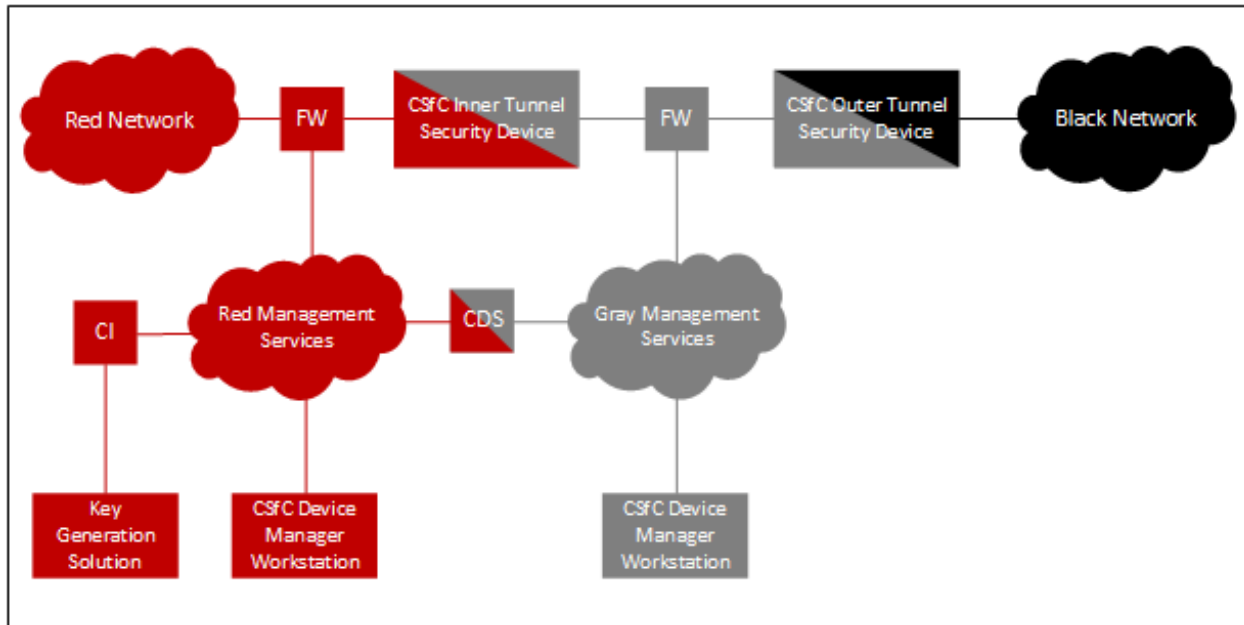 Red Network
FW
CSfC Inner Tunnel
Security Device
FW
CSfC Outer Tunnel
Security Device
Black Network
CI
Red Management
Services
CDS
Gray Management
Services
Key
Generation
Solution
CSfC Device
Manager
Workstation
CSfC Device
Manager
Workstation